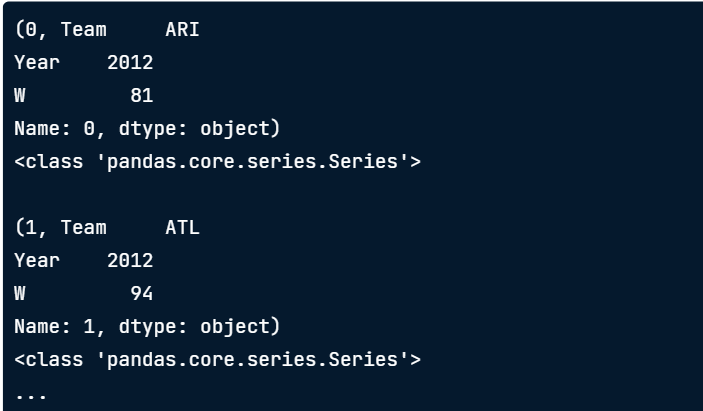 (0, Team     ARI
Year    2012
W         81
Name: 0, dtype: object)
<class 'pandas.core.series.Series'>

(1, Team     ATL
Year    2012
W         94
Name: 1, dtype: object)
<class 'pandas.core.series.Series'>
...